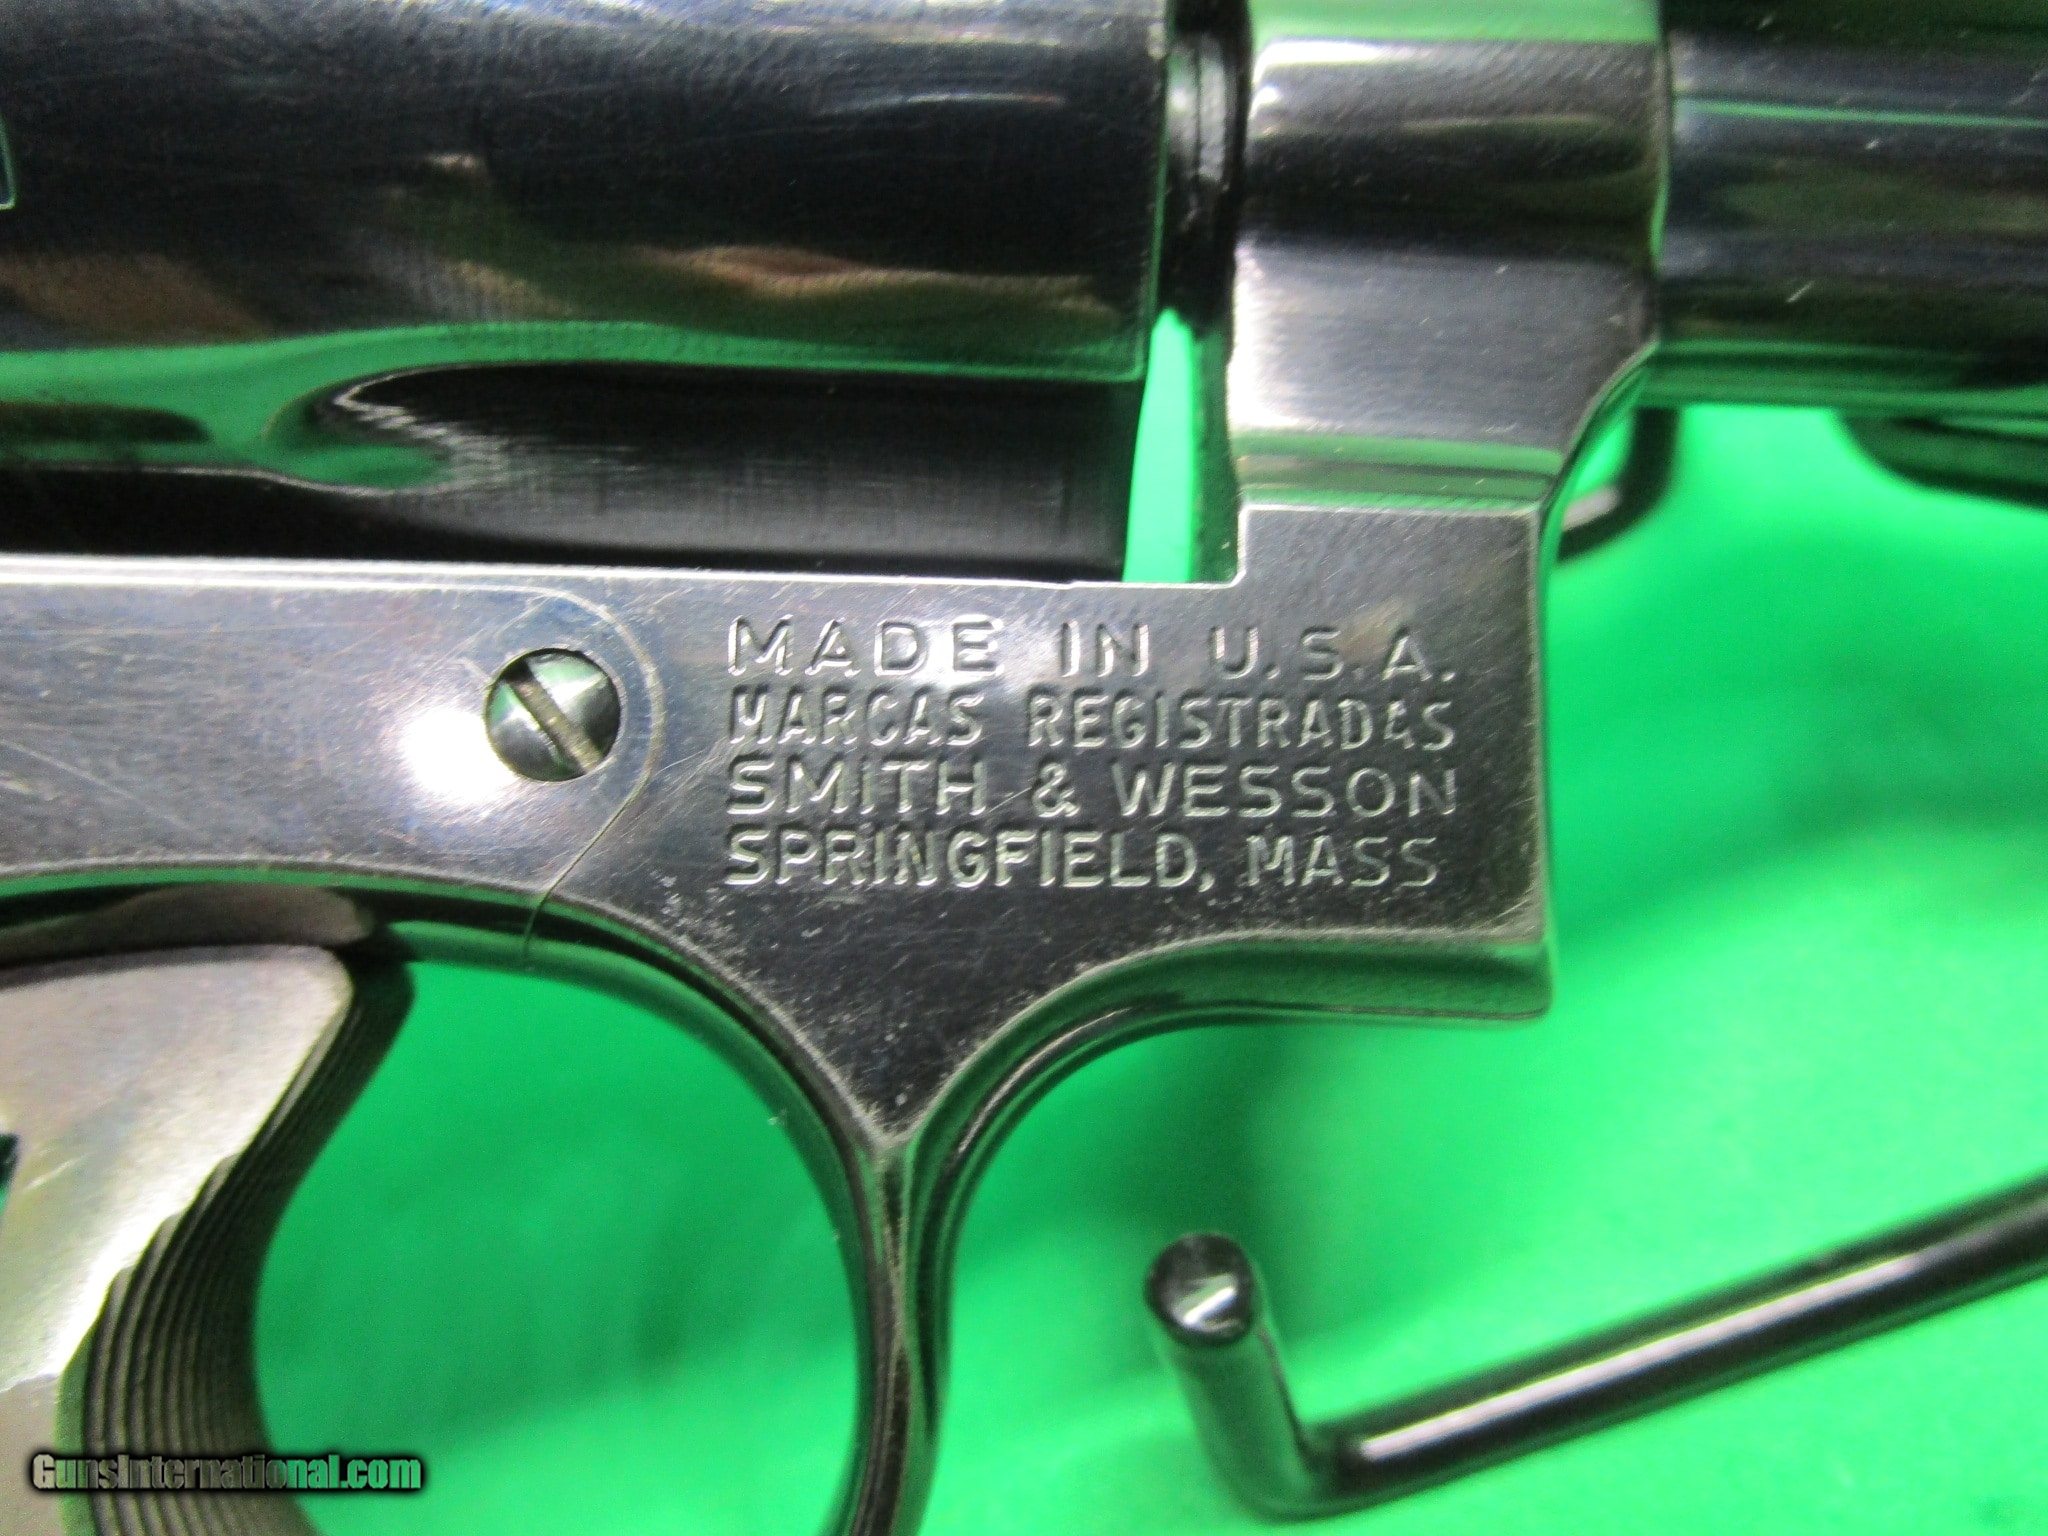 MADE IN U.S.A.
MARCAS REGISTRADAS
SMITH & WESSON
SPRINGFIELD, MASS
GunsInternational.com